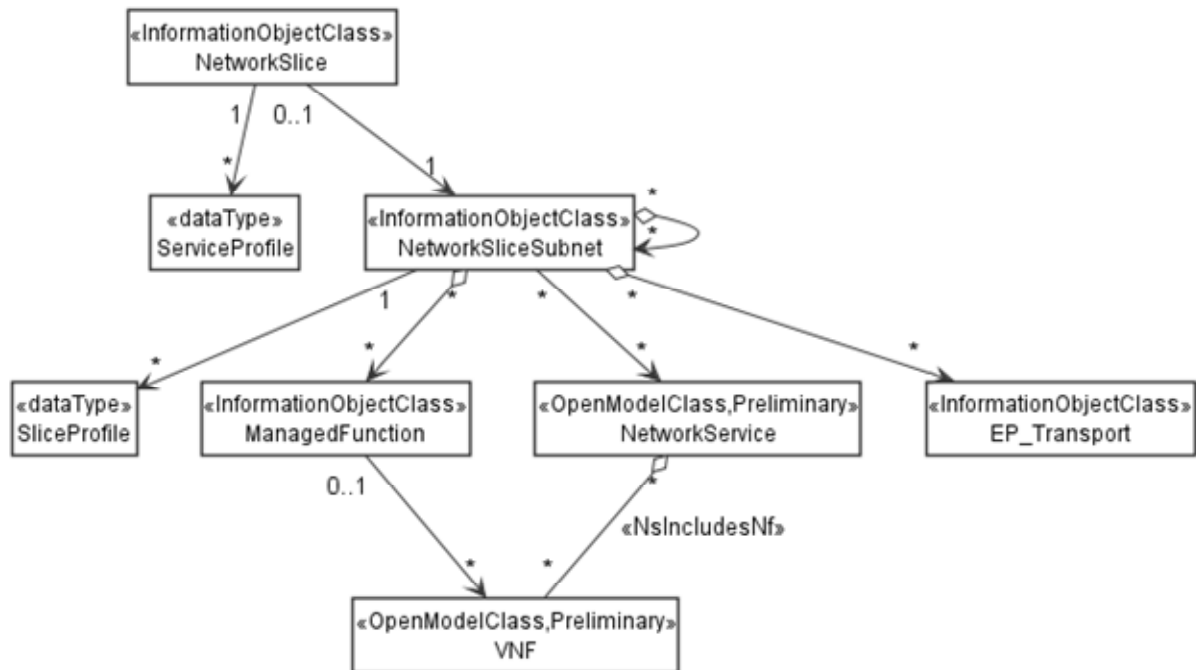 «InformationObjectClass»
NetworkSlice
1
0..1
*
1
«dataType»
ServiceProfile
«InformationObjectClass»
NetworkSliceSubnet
*
*
1
*
*
*
*
*
*
*
«dataType»
SliceProfile
«InformationObjectClass»
ManagedFunction
«OpenModelClass,Preliminary»
NetworkService
«InformationObjectClass»
EP_Transport
0..1
*
«NsIncludesNf»
*
*
«OpenModelClass,Preliminary»
VNF